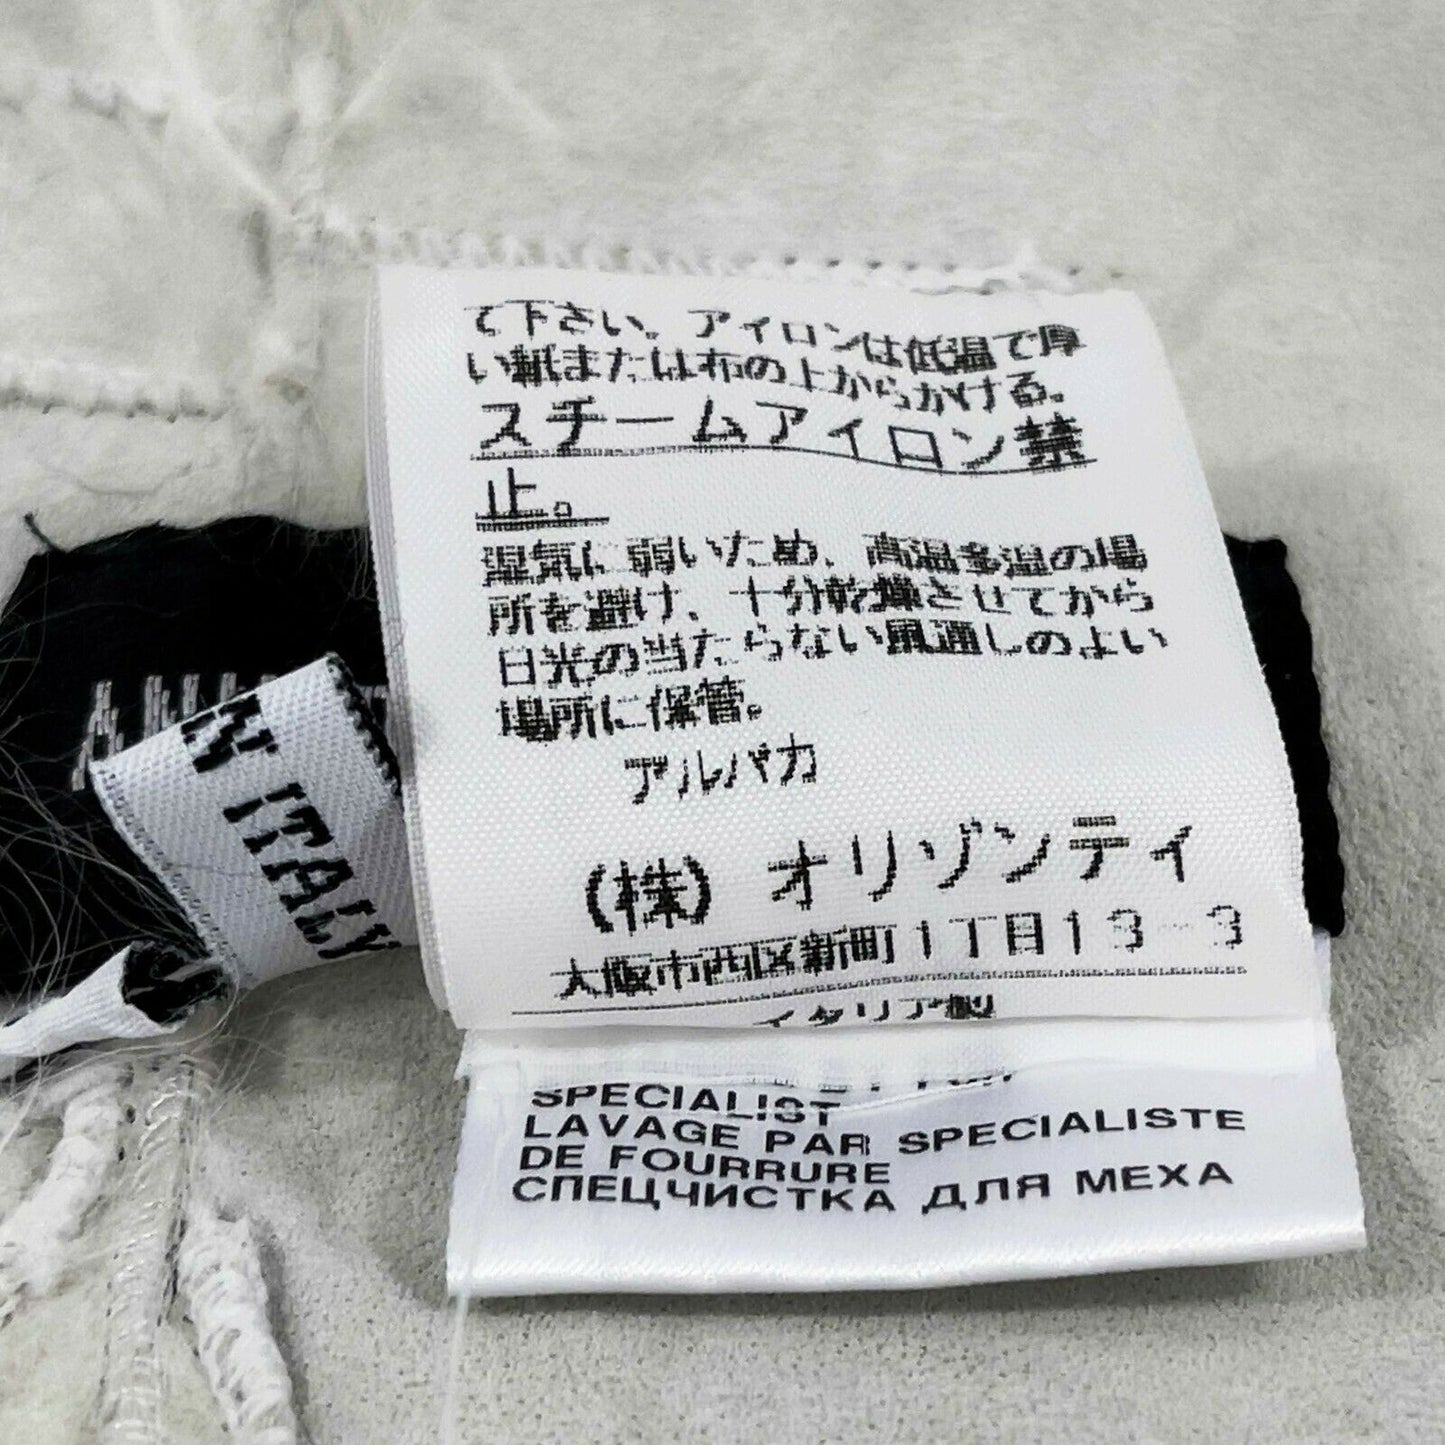 て下さい。アイロンは低温で厚
い紙または布の上からかける。
スチームアイロン禁
止。
湿気に弱いため、高温多湿の場
所を避け、十分乾燥させてから
日光の当たらない風通しのよい
場所に保管。
アルパカ
(株) オリゾンティ
大阪市西区新町1丁目13-3
イタリア製
N ITALY
SPECIALIST
LAVAGE PAR SPECIALISTE
DE FOURRURE
СПЕЦЧИСТКА ДЛЯ МЕХА